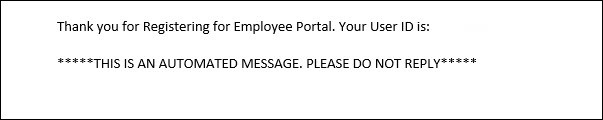 Thank you for Registering for Employee Portal. Your User ID is:
*****THIS IS AN AUTOMATED MESSAGE. PLEASE DO NOT REPLY*****